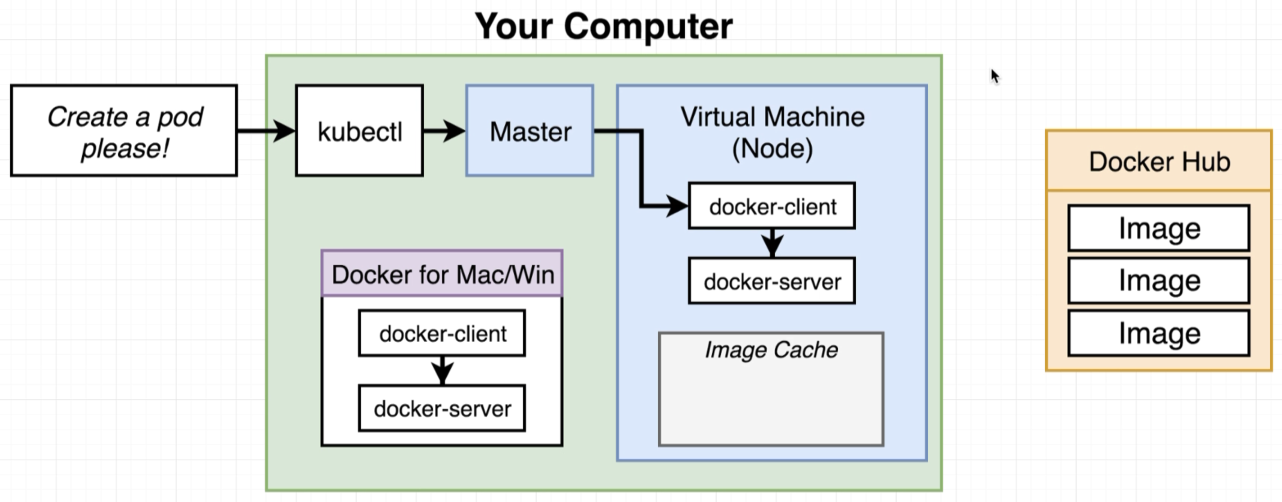 Your Computer
Create a pod
please!
kubectl
Master
Virtual Machine
(Node)
docker-client
docker-server
Image Cache
Docker for Mac/Win
docker-client
docker-server
Docker Hub
Image
Image
Image